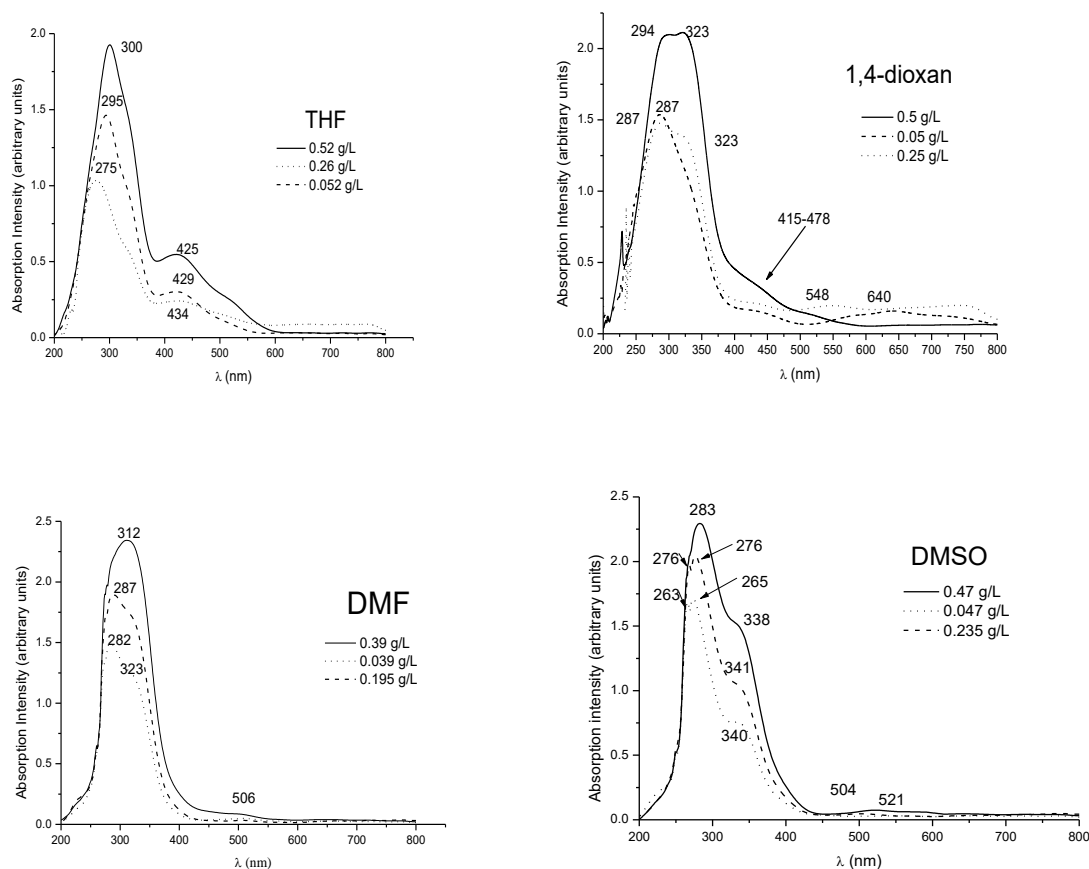 300
295
275
425
429
434
THF
0.52 g/L
0.26 g/L
0.052 g/L
Absorption Intensity (arbitrary units)
2.0
1.5
1.0
0.5
0.0
200 300 400 500 600 700 800
λ (nm)
294 323
287 287
323
415-478
548 640
1,4-dioxan
0.5 g/L
0.05 g/L
0.25 g/L
Absorption Intensity (arbitrary units)
2.0
1.5
1.0
0.5
0.0
200 250 300 350 400 450 500 550 600 650 700 750 800
λ (nm)
312
287
282
323
506
DMF
0.39 g/L
0.039 g/L
0.195 g/L
Absorption Intensity (arbitrary units)
2.5
2.0
1.5
1.0
0.5
0.0
200 300 400 500 600 700 800
λ (nm)
283
276 276
263 265
338
341
340
504 521
DMSO
0.47 g/L
0.047 g/L
0.235 g/L
Absorption intensity (arbitrary units)
2.5
2.0
1.5
1.0
0.5
0.0
200 300 400 500 600 700 800
λ (nm)